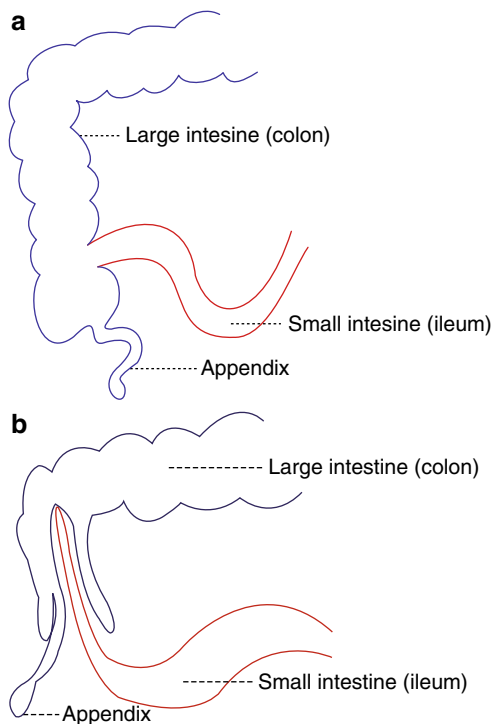 a
Large intesine (colon)
Small intesine (ileum)
Appendix
b
Large intestine (colon)
Small intestine (ileum)
Appendix